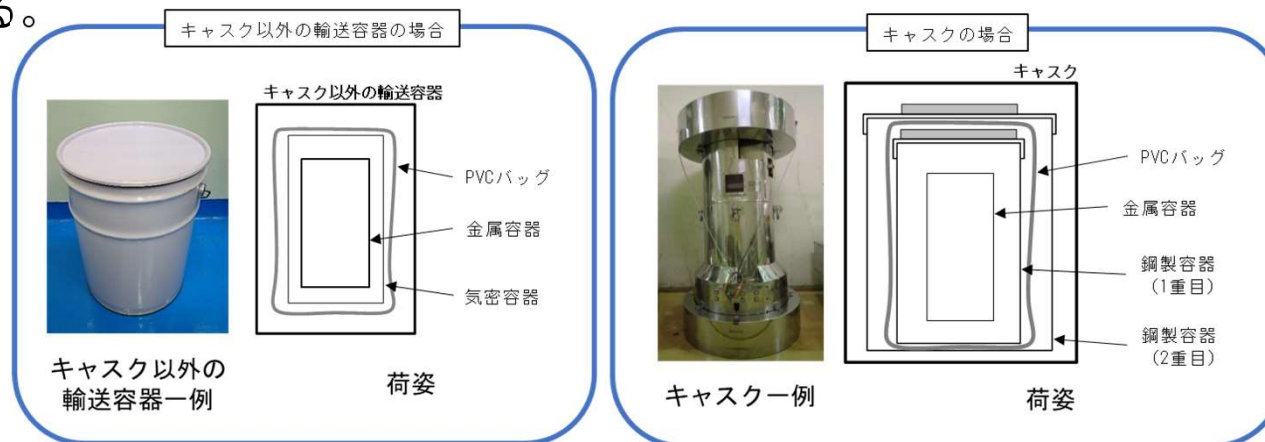 る。
キャスク以外の輸送容器の場合
キャスク以外の輸送容器
PVCバッグ
金属容器
気密容器
キャスク以外の
輸送容器一例
荷姿
キャスクの場合
キャスク
PVCバッグ
金属容器
鋼製容器
(1重目)
鋼製容器
(2重目)
キャスク一例
荷姿